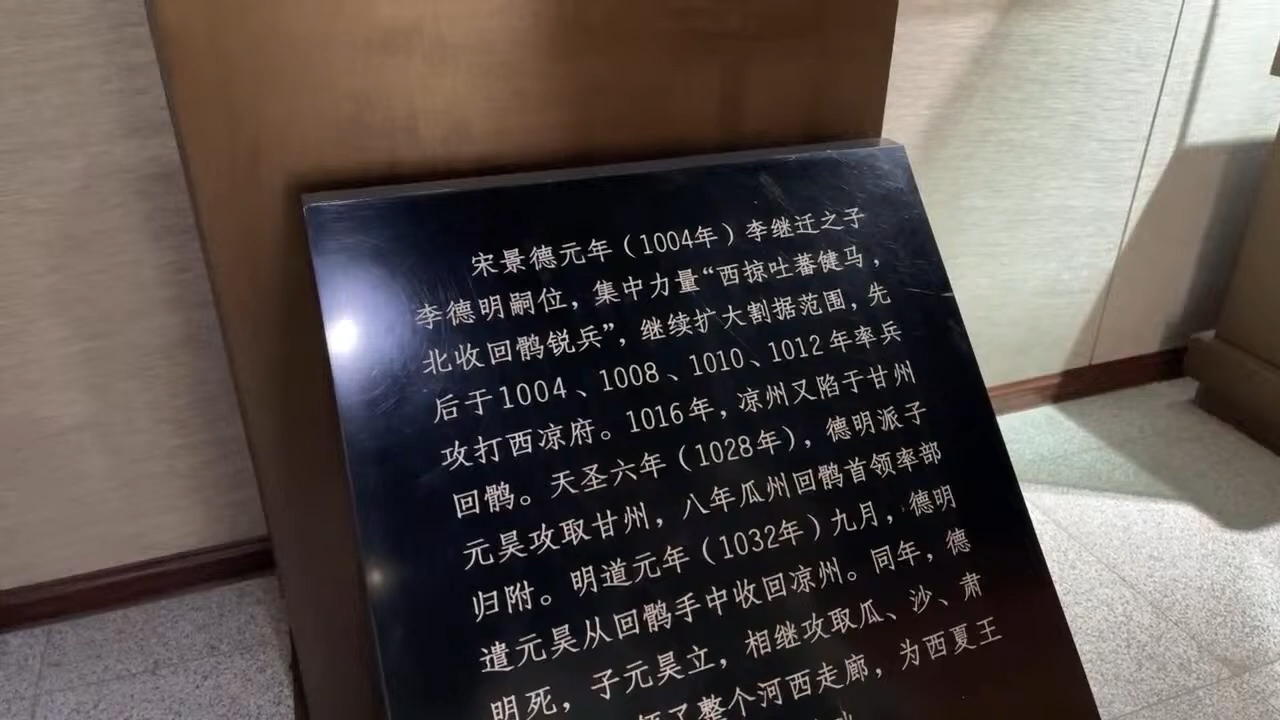 宋景德元年（1004年）李继迁之子
李德明嗣位，集中力量“西掠吐蕃健马，
北收回鹘锐兵”，继续扩大割据范围，先
后于1004、1008、1010、1012年率兵
攻打西凉府。1016年，凉州又陷于甘州
回鹘。天圣六年（1028年），德明派子
元昊攻取甘州，八年瓜州回鹘首领率部
归附。明道元年（1032年）九月，德明
遣元昊从回鹘手中收回凉州。同年，德
明死，子元昊立，相继攻取瓜、沙、肃
了整个河西走廊，为西夏王